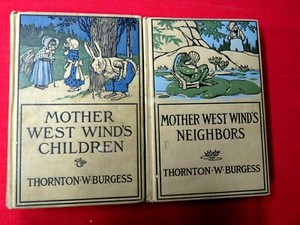 MOTHER
WEST WIND'S
CHILDREN
THORNTON·W·BURGESS
MOTHER WEST WIND'S
NEIGHBORS
THORNTON·W·BURGESS